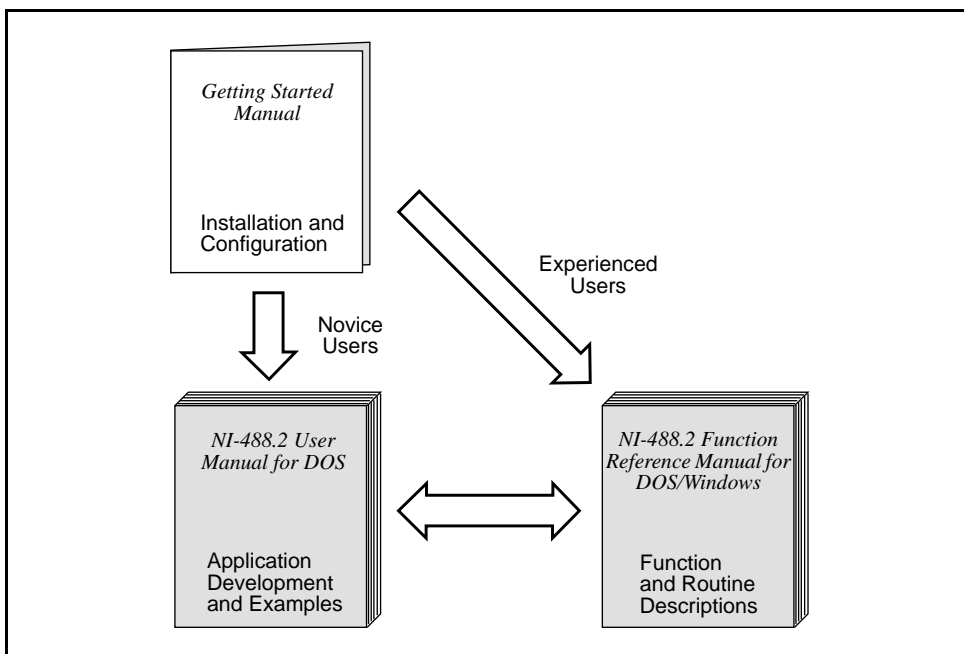 Getting Started
Manual
Installation and
Configuration
Experienced
Users
Novice
Users
NI-488.2 User
Manual for DOS
Application
Development
and Examples
NI-488.2 Function
Reference Manual for
DOS/Windows
Function
and Routine
Descriptions